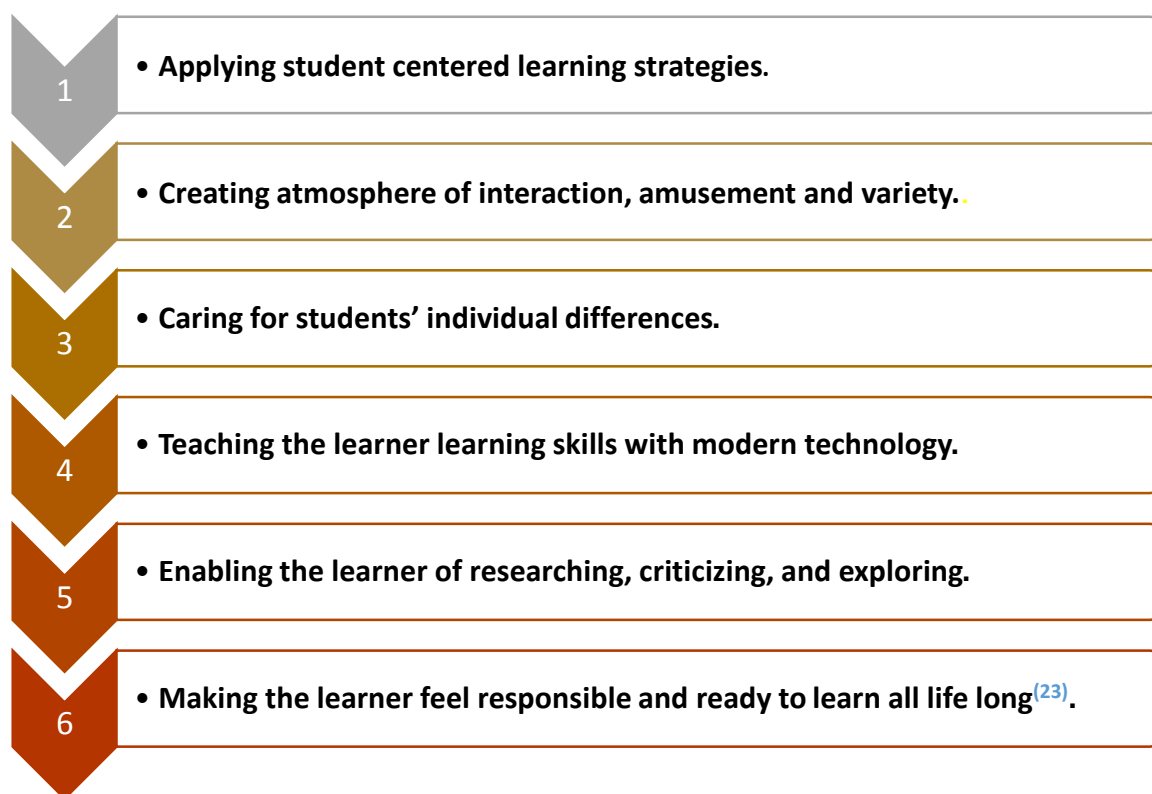 1
• Applying student centered learning strategies.
2
• Creating atmosphere of interaction, amusement and variety..
3
• Caring for students’ individual differences.
4
• Teaching the learner learning skills with modern technology.
5
• Enabling the learner of researching, criticizing, and exploring.
6
• Making the learner feel responsible and ready to learn all life long(23).